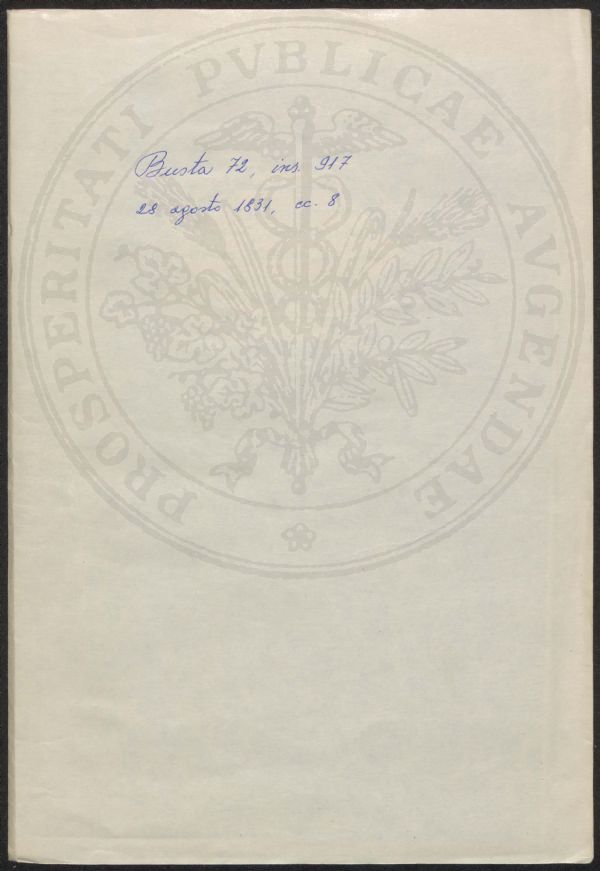 PROSPERITATI PVBLICAE AVGENDAE
Busta 72, ins. 917
28 agosto 1831, cc. 8